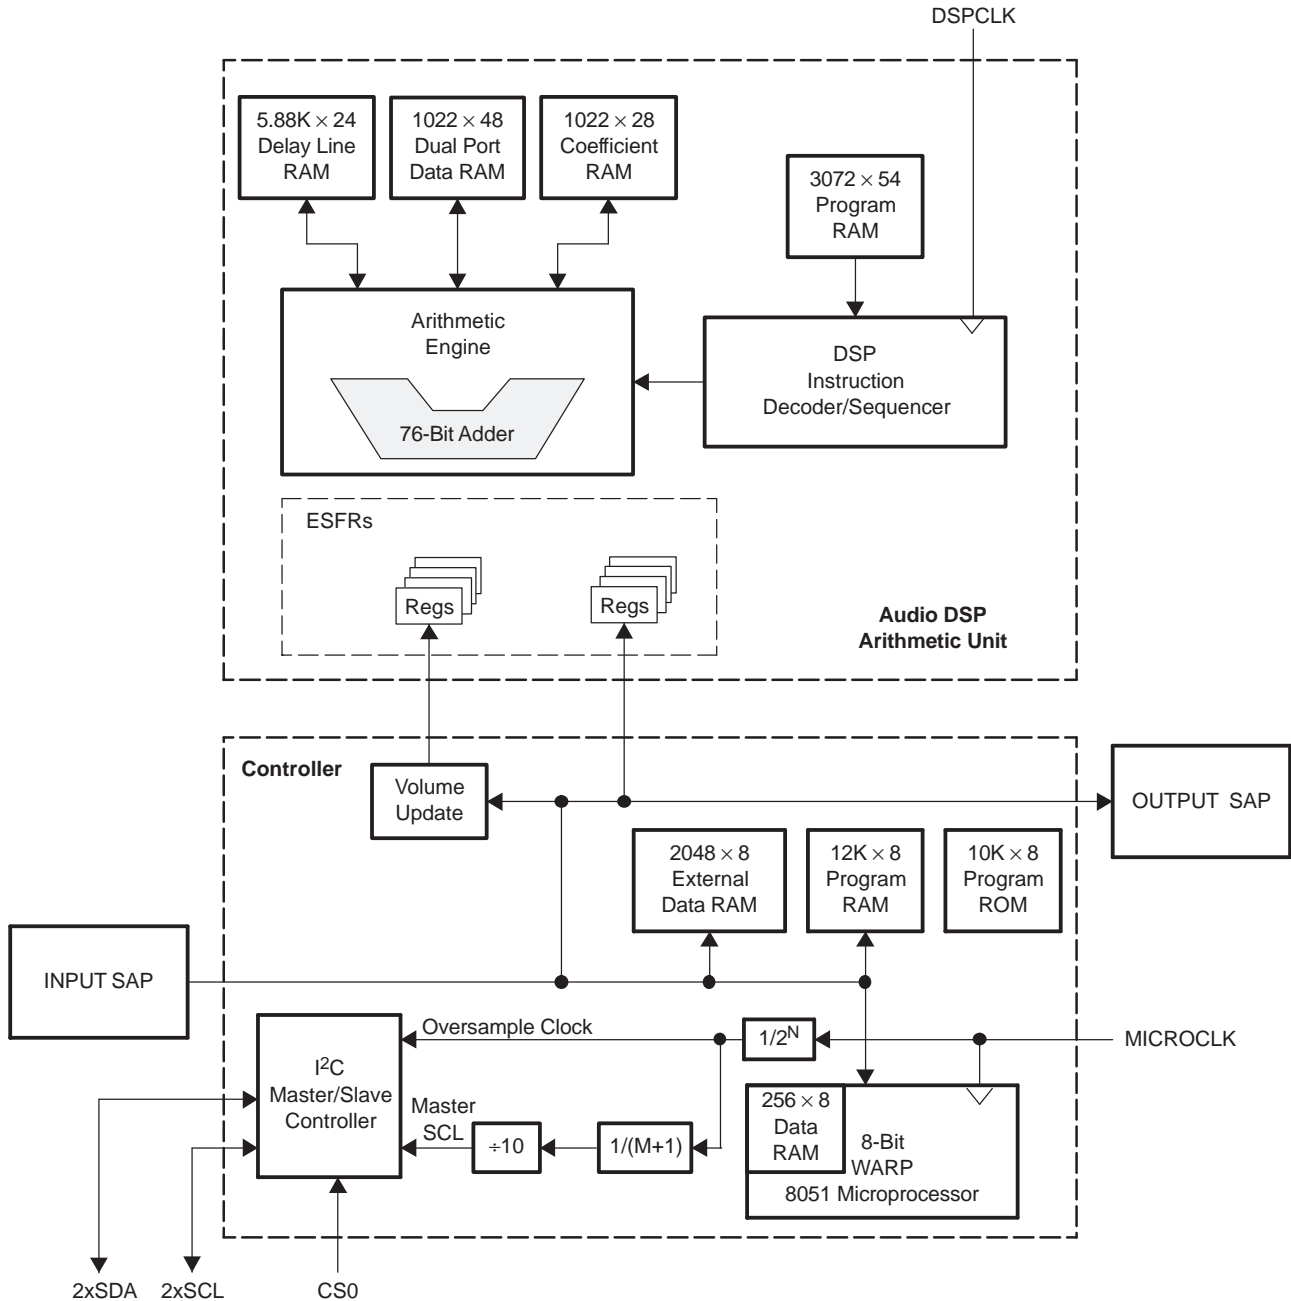 DSPCLK
5.88K × 24
Delay Line
RAM
1022 × 48
Dual Port
Data RAM
1022 × 28
Coefficient
RAM
3072 × 54
Program
RAM
Arithmetic
Engine
76-Bit Adder
DSP
Instruction
Decoder/Sequencer
ESFRs
Regs
Regs
Audio DSP
Arithmetic Unit
Controller
Volume
Update
OUTPUT SAP
2048 × 8
External
Data RAM
12K × 8
Program
RAM
10K × 8
Program
ROM
INPUT SAP
Oversample Clock
1/2^N
MICROCLK
I²C
Master/Slave
Controller
Master
SCL
÷10
1/(M+1)
256 × 8
Data
RAM
8-Bit
WARP
8051 Microprocessor
2xSDA
2xSCL
CS0